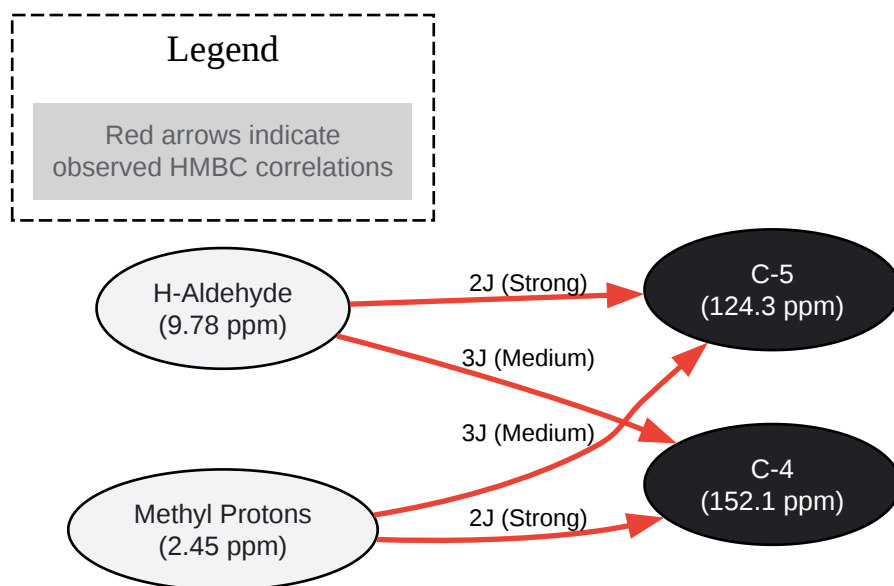 Legend
Red arrows indicate
observed HMBC correlations
H-Aldehyde
(9.78 ppm)
2J (Strong)
C-5
(124.3 ppm)
3J (Medium)
3J (Medium)
Methyl Protons
(2.45 ppm)
2J (Strong)
C-4
(152.1 ppm)